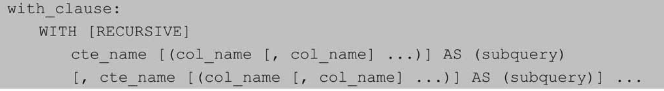 with_clause:
WITH [RECURSIVE]
cte_name [(col_name [, col_name] ...)] AS (subquery)
[, cte_name [(col_name [, col_name] ...)] AS (subquery)] ...